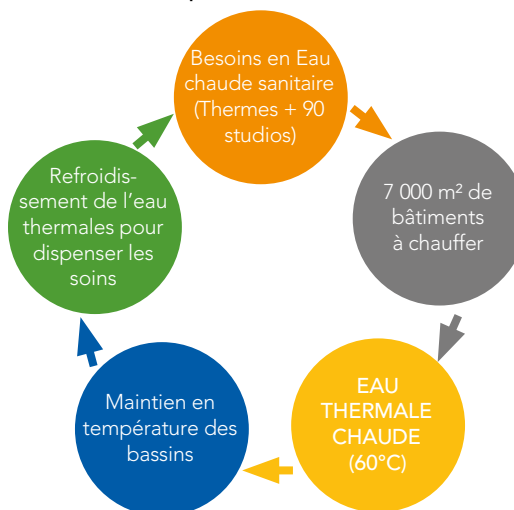 Besoins en Eau
chaude sanitaire
(Thermes + 90
studios)
7 000 m² de
bâtiments
à chauffer
EAU
THERMALE
CHAUDE
(60°C)
Maintien en
température des
bassins
Refroidis-
sement de l'eau
thermales pour
dispenser les
soins